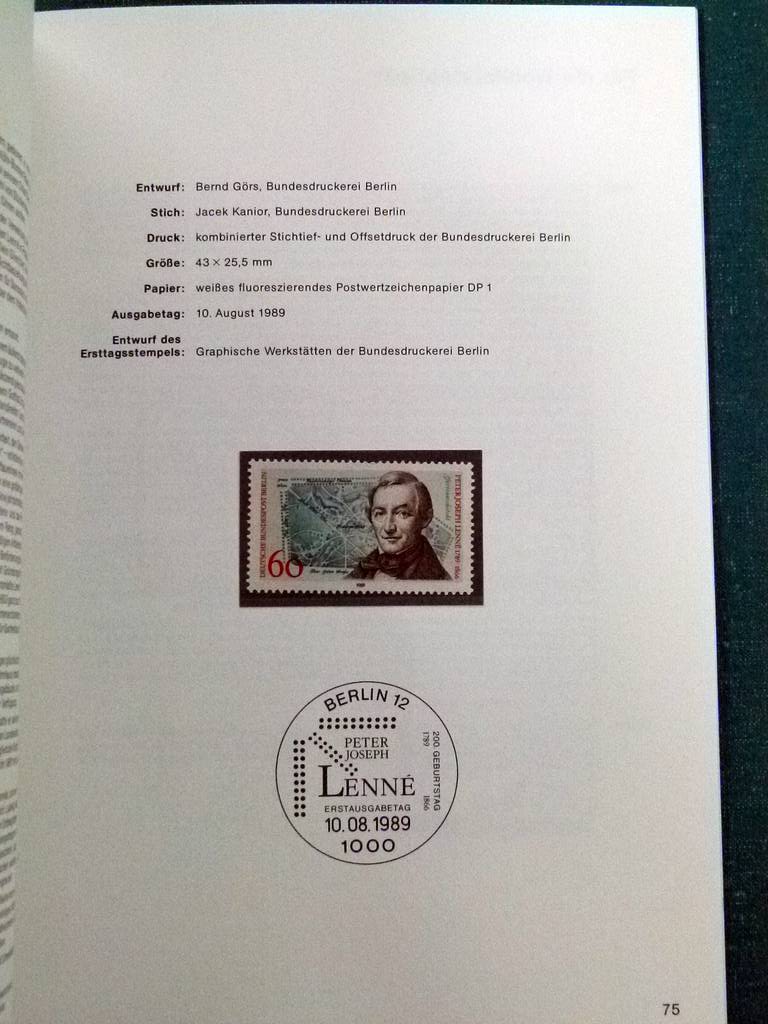 Entwurf: Bernd Görs, Bundesdruckerei Berlin
Stich: Jacek Kanior, Bundesdruckerei Berlin
Druck: kombinierter Stichtief- und Offsetdruck der Bundesdruckerei Berlin
Größe: 43 × 25,5 mm
Papier: weißes fluoreszierendes Postwertzeichenpapier DP 1
Ausgabetag: 10. August 1989
Entwurf des
Ersttagsstempels: Graphische Werkstätten der Bundesdruckerei Berlin
DEUTSCHE BUNDESPOST BERLIN
60
PETER JOSEPH LENNÉ 1789 1866
BERLIN 12
PETER
JOSEPH
LENNÉ
200. GEBURTSTAG
1789 1866
ERSTAUSGABETAG
10.08.1989
1000
75